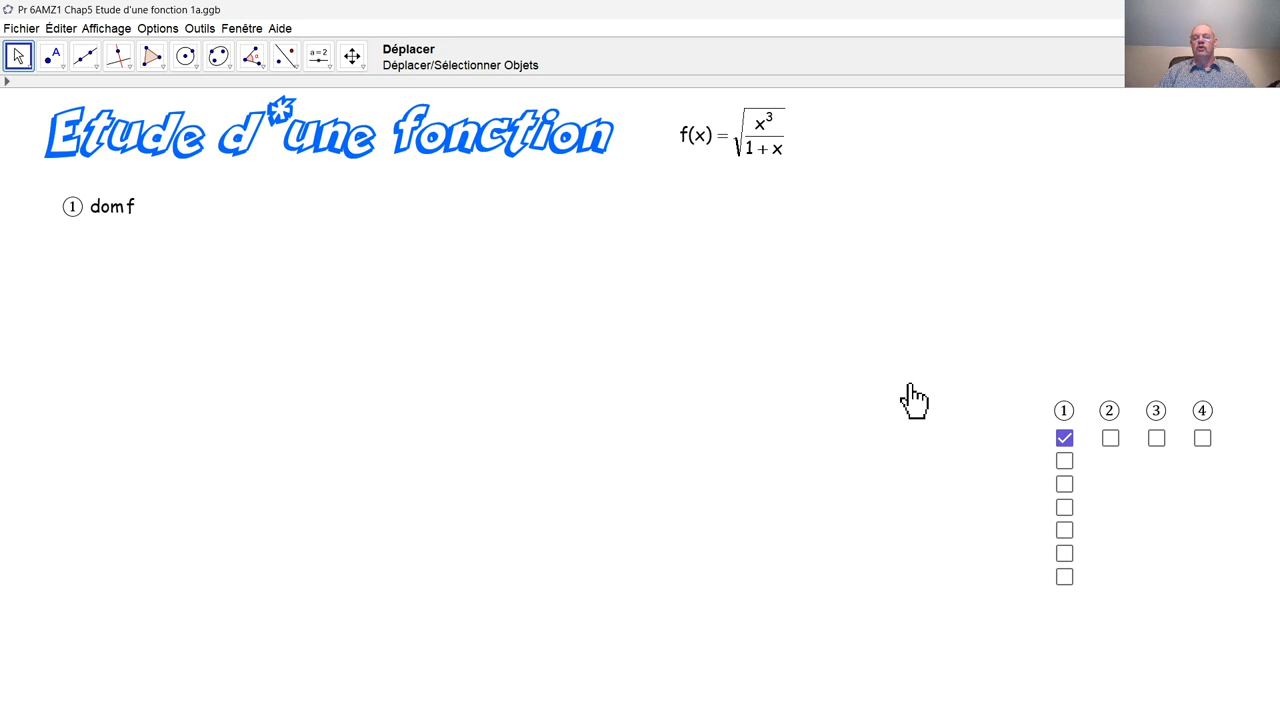 Pr 6AMZ1 Chap5 Etude d'une fonction 1a.ggb
Fichier Éditer Affichage Options Outils Fenêtre Aide
A
a=2
Déplacer
Déplacer/Sélectionner Objets
Etude d*une fonction
f(x) = √(x³/(1+x))
① dom f
① ② ③ ④